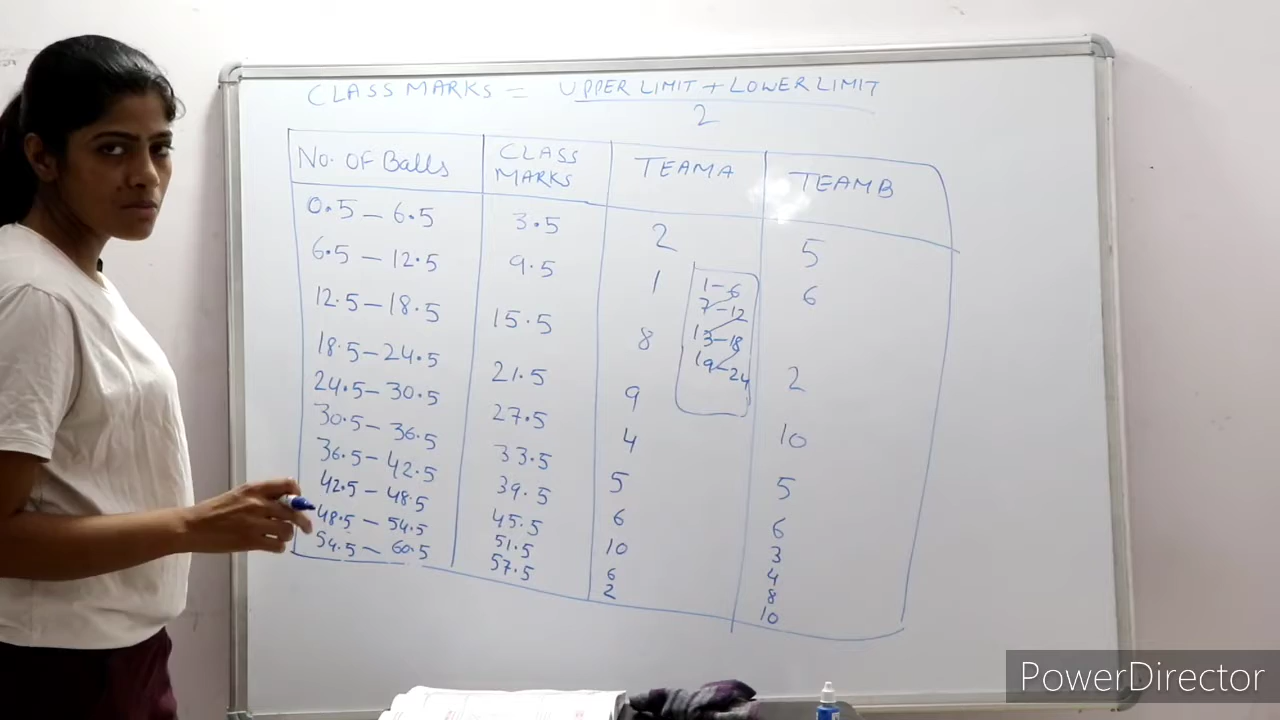 CLASS MARKS = UPPER LIMIT + LOWER LIMIT
2
No. OF Balls CLASS MARKS TEAM A TEAM B
0.5 – 6.5 3.5 2 5
6.5 – 12.5 9.5 1 6
12.5 – 18.5 15.5 8 2
18.5 – 24.5 21.5 9 10
24.5 – 30.5 27.5 4 5
30.5 – 36.5 33.5 5 6
36.5 – 42.5 39.5 6 3
42.5 – 48.5 45.5 10 4
48.5 – 54.5 51.5 6 8
54.5 – 60.5 57.5 2 10
1 – 6
7 – 12
13 – 18
19 – 24
PowerDirector